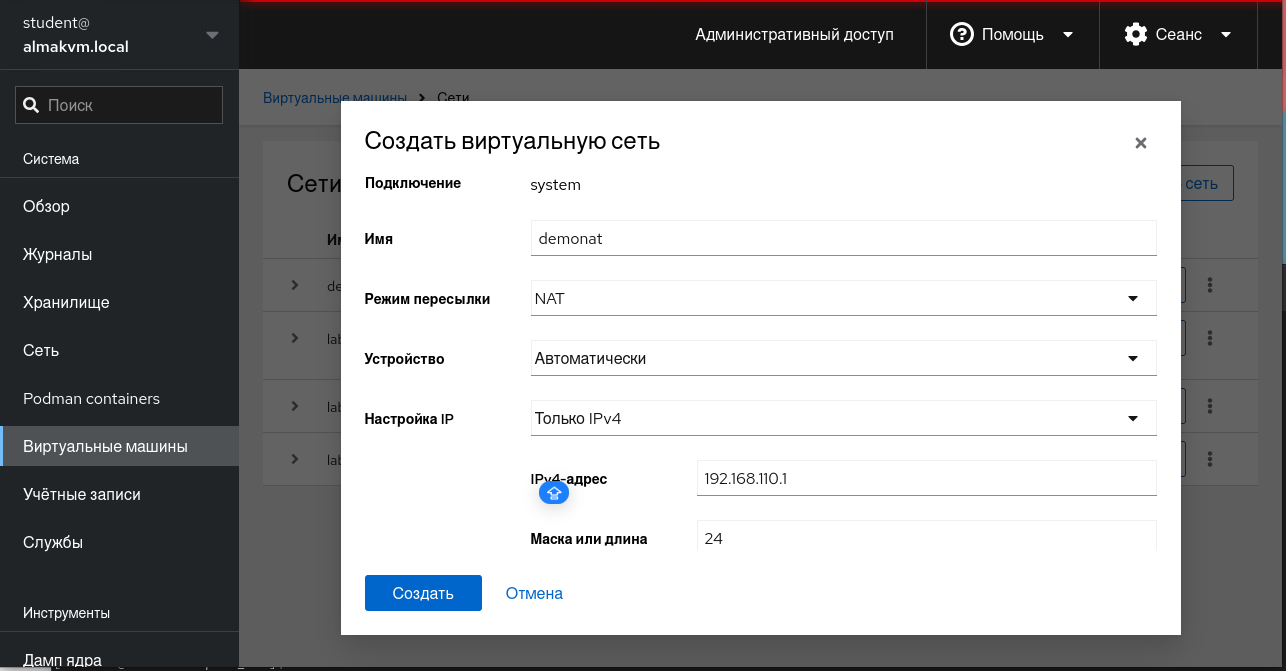 student@
almakvm.local
Административный доступ
Помощь
Сеанс
Поиск
Система
Обзор
Журналы
Хранилище
Сеть
Podman containers
Виртуальные машины
Учётные записи
Службы
Инструменты
Дамп ядра
Виртуальные машины > Сети
Сети
сеть
Создать виртуальную сеть
Подключение
system
Имя
demonat
Режим пересылки
NAT
Устройство
Автоматически
Настройка IP
Только IPv4
IPv4-адрес
192.168.110.1
Маска или длина
24
Создать
Отмена